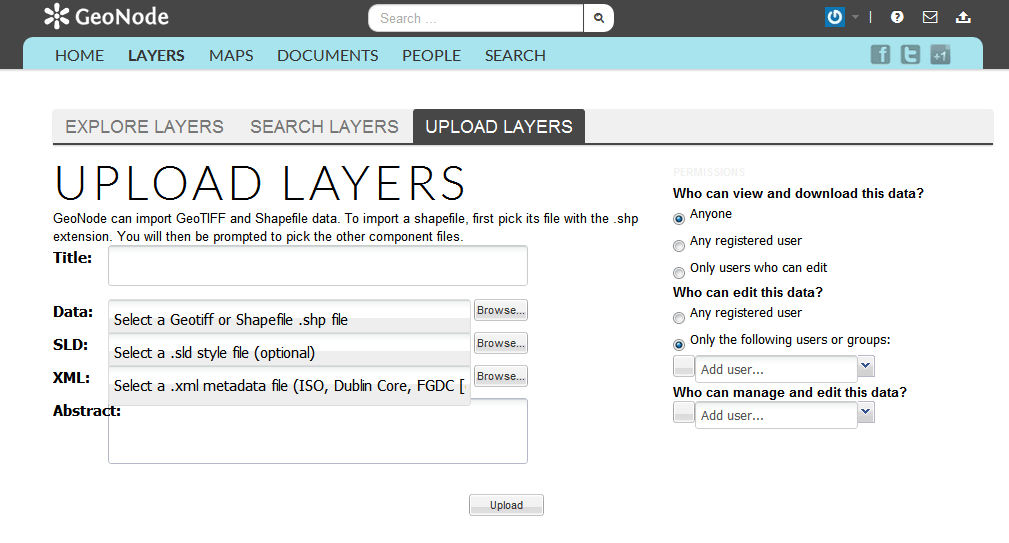 GeoNode
Search ...
HOME LAYERS MAPS DOCUMENTS PEOPLE SEARCH
EXPLORE LAYERS SEARCH LAYERS UPLOAD LAYERS
UPLOAD LAYERS
GeoNode can import GeoTIFF and Shapefile data. To import a shapefile, first pick its file with the .shp
extension. You will then be prompted to pick the other component files.
Title:
Data: Select a Geotiff or Shapefile .shp file Browse...
SLD: Select a .sld style file (optional) Browse...
XML: Select a .xml metadata file (ISO, Dublin Core, FGDC [ Browse...
Abstract:
Upload
PERMISSIONS
Who can view and download this data?
Anyone
Any registered user
Only users who can edit
Who can edit this data?
Any registered user
Only the following users or groups:
Add user...
Who can manage and edit this data?
Add user...